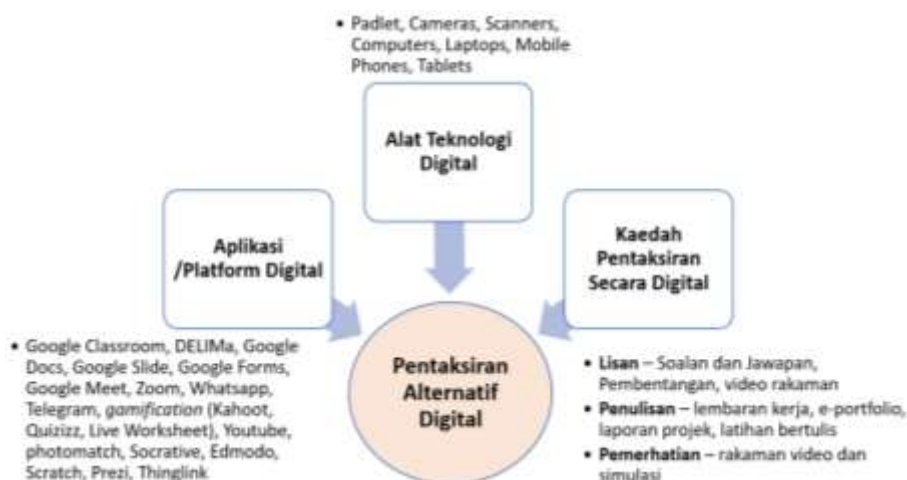 • Padlet, Cameras, Scanners,
Computers, Laptops, Mobile
Phones, Tablets
Alat Teknologi
Digital
Aplikasi
/Platform Digital
Kaedah
Pentaksiran
Secara Digital
Pentaksiran
Alternatif
Digital
• Google Classroom, DELIMa, Google
Docs, Google Slide, Google Forms,
Google Meet, Zoom, Whatsapp,
Telegram, gamification (Kahoot,
Quizizz, Live Worksheet), Youtube,
photomatch, Socrative, Edmodo,
Scratch, Prezi, Thinglink
• Lisan – Soalan dan Jawapan,
Pembentangan, video rakaman
• Penulisan – lembaran kerja, e-portfolio,
laporan projek, latihan bertulis
• Pemerhatian – rakaman video dan
simulasi